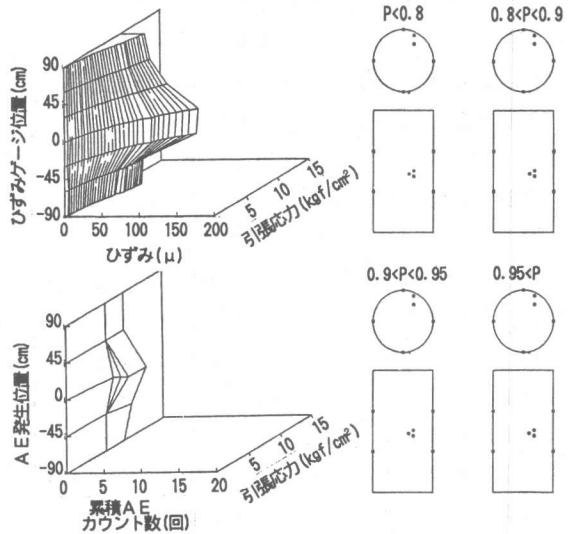 90
45
0
-45
-90
ひずみゲージ位置(cm)
0 50 100 150 200
ひずみ(μ)
5 10 15
引張応力(kgf/cm²)
P<0.8
0.8<P<0.9
90
45
0
-45
-90
AE発生位置(cm)
0 5 10 15 20
累積AE
カウント数(回)
5 10 15
引張応力(kgf/cm²)
0.9<P<0.95
0.95<P